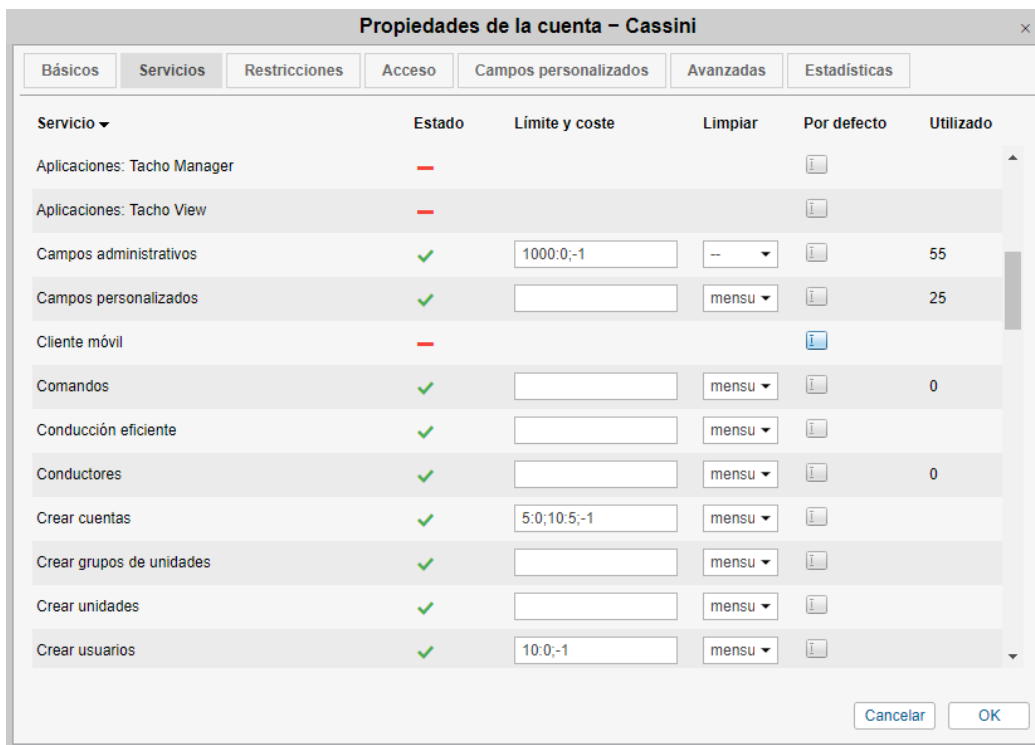 Propiedades de la cuenta – Cassini ×
Básicos Servicios Restricciones Acceso Campos personalizados Avanzadas Estadísticas
Servicio Estado Límite y coste Limpiar Por defecto Utilizado
Aplicaciones: Tacho Manager
Aplicaciones: Tacho View
Campos administrativos 1000:0;-1 -- 55
Campos personalizados mensu 25
Cliente móvil
Comandos mensu 0
Conducción eficiente mensu
Conductores mensu 0
Crear cuentas 5:0;10:5;-1 mensu
Crear grupos de unidades mensu
Crear unidades mensu
Crear usuarios 10:0;-1 mensu
Cancelar OK